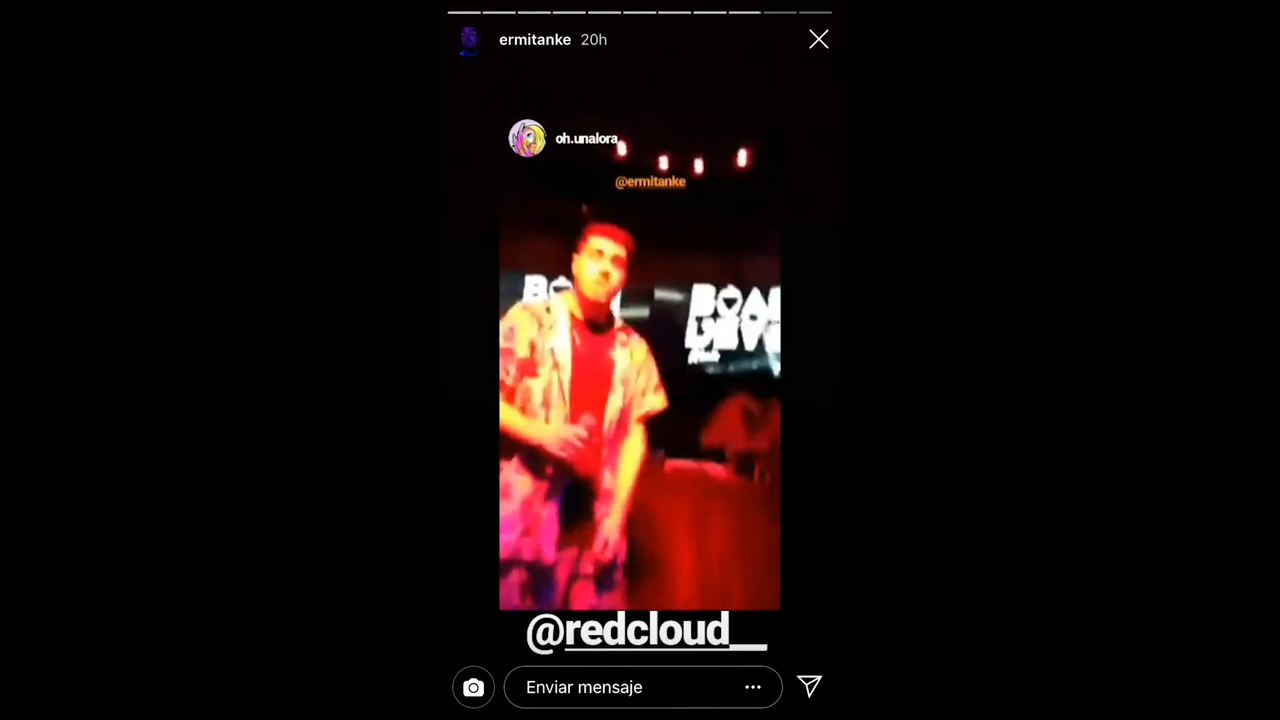 ermitanke 20h
oh.unalora
@ermitanke
@redcloud__
Enviar mensaje